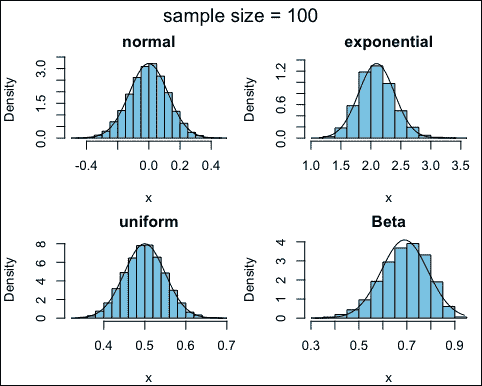 sample size = 100
normal
Density
0.0 1.5 3.0
-0.4 0.0 0.2 0.4
x
exponential
Density
0.0 0.6 1.2
1.0 1.5 2.0 2.5 3.0 3.5
x
uniform
Density
0 2 4 6 8
0.4 0.5 0.6 0.7
x
Beta
Density
0 1 2 3 4
0.3 0.5 0.7 0.9
x